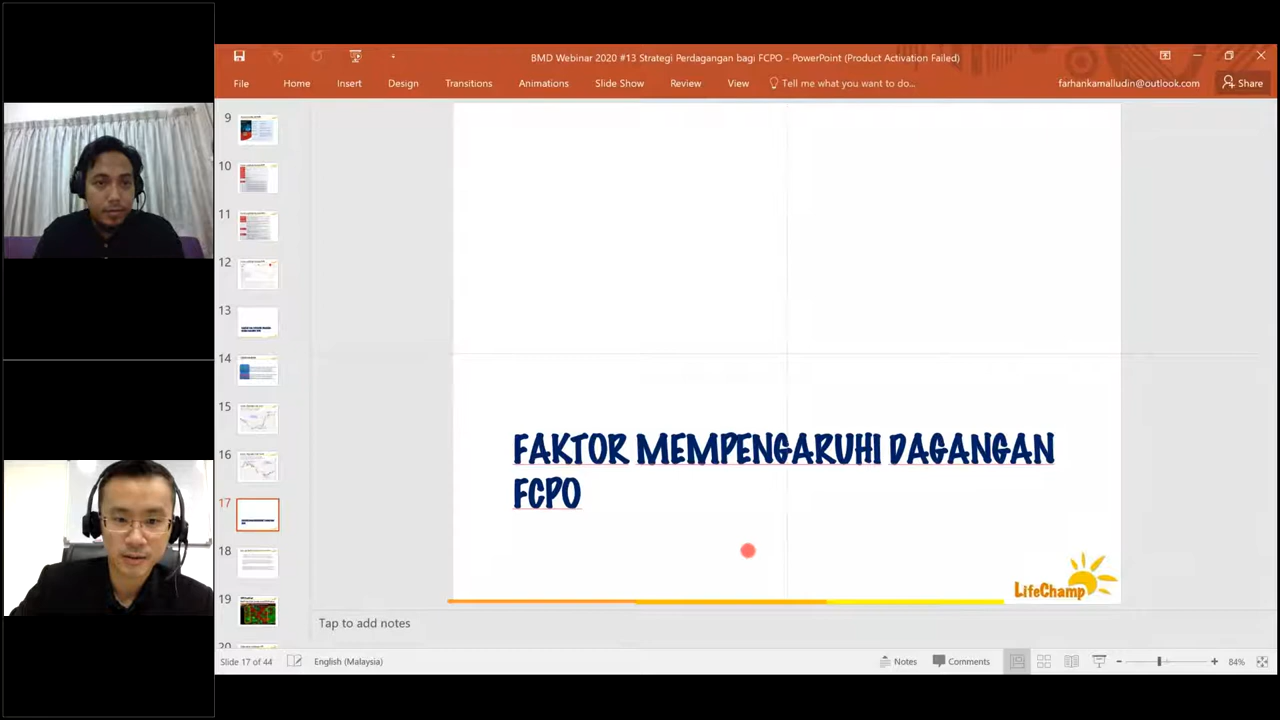 BMD Webinar 2020 #13 Strategi Perdagangan bagi FCPO - PowerPoint (Product Activation Failed)
File Home Insert Design Transitions Animations Slide Show Review View Tell me what you want to do... farhankamalludin@outlook.com Share
9
10
11
12
13
14
15
16
17
18
19
FAKTOR MEMPENGARUHI DAGANGAN
FCPO
LifeChamp
Tap to add notes
Slide 17 of 44 English (Malaysia) Notes Comments 84%